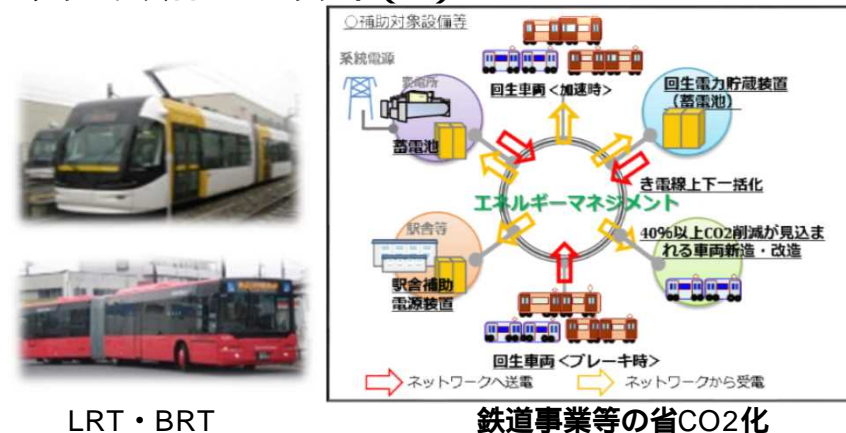 ○補助対象設備等
系統電源
変電所
蓄電池
回生車両<加速時>
回生電力貯蔵装置
(蓄電池)
き電線上下一括化
エネルギーマネジメント
駅舎等
駅舎補助
電源装置
40%以上CO2削減が見込ま
れる車両新造・改造
回生車両<ブレーキ時>
ネットワークへ送電
ネットワークから受電
LRT・BRT
鉄道事業等の省CO2化